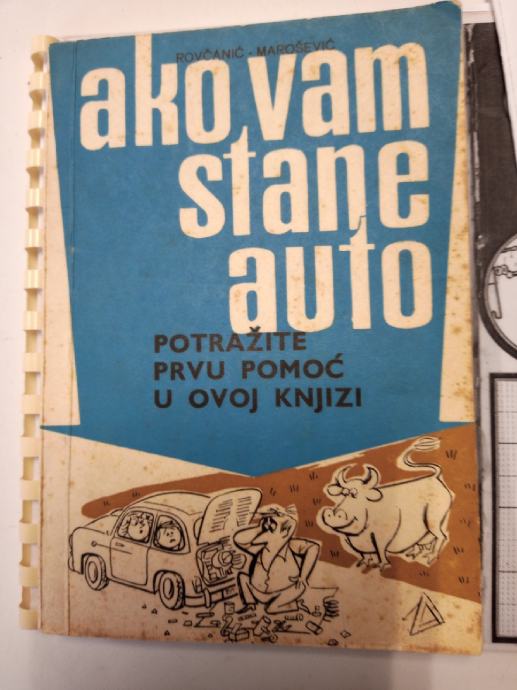 ROVČANIĆ - MAROŠEVIĆ
ako vam
stane
auto
POTRAŽITE
PRVU POMOĆ
U OVOJ KNJIZI